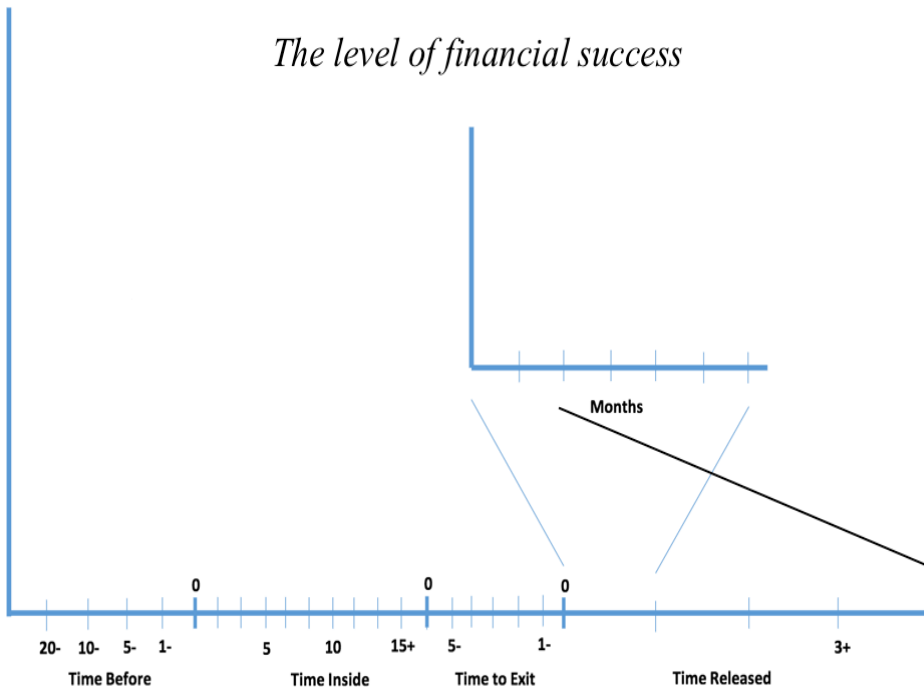 The level of financial success
Months
0 0 0
20- 10- 5- 1- 5 10 15+ 5- 1- 3+
Time Before Time Inside Time to Exit Time Released